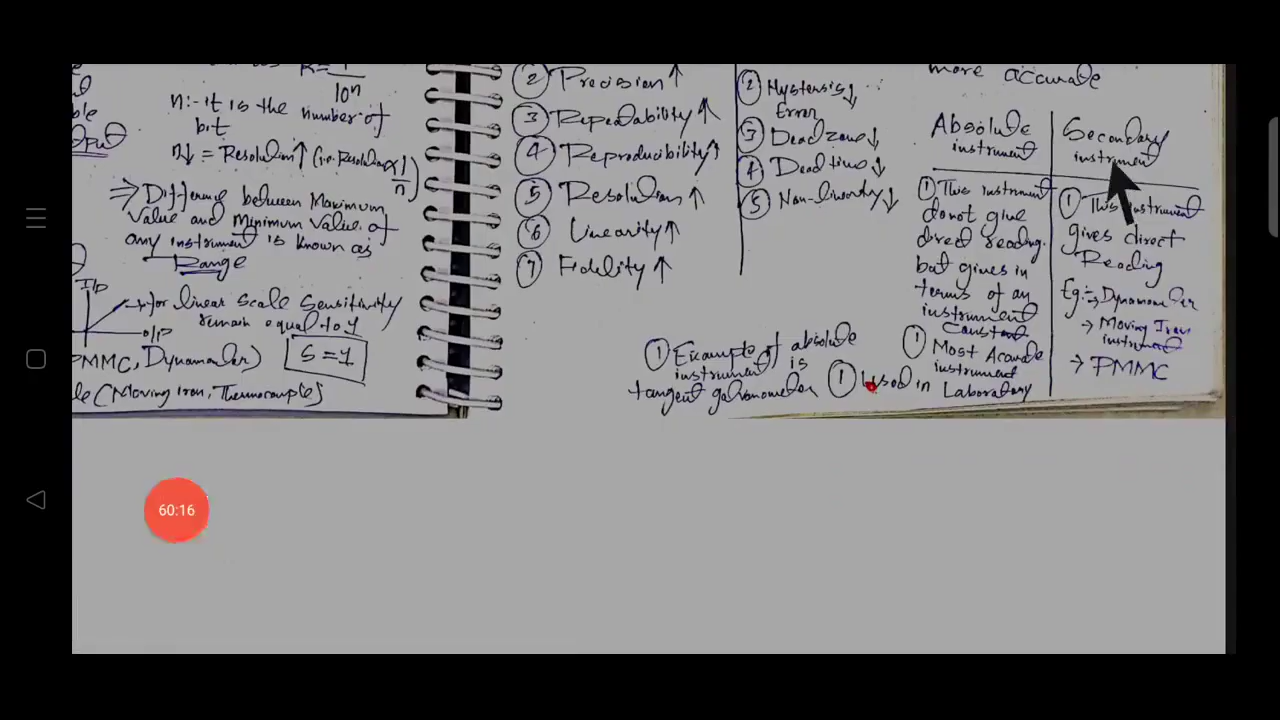 10ⁿ
n:- it is the number of
bit
n↓ = Resolution↑ (i.e. Resolution ∝ 1/n)
⇒ Difference between Maximum
Value and Minimum Value of
any instrument is known as
Range
I/P
→ for linear scale Sensitivity
remain equal to 1
O/P
PMMC, Dynamometer)
S = 1
(Moving Iron, Thermocouple)
② Precission↑
③ Repeatability↑
④ Reproducibility↑
⑤ Resolution↑
⑥ Linearity↑
⑦ Fidelity↑
② Hystersis↓
Error
③ Dead zone↓
④ Dead time↓
⑤ Non-linearity↓
more accurate
Absolute
instrument
① This instrument
donot give
direct reading.
but gives in
terms of an
instrument
Constant
① Most Accurate
instrument
① Used in
Laboratory
① Example of absolute
instrument is
tangent galvanometer
Secondary
instrument
① This instrument
gives direct
Reading
Eg:→ Dynamometer
→ Moving Iron
instrument
→ PMMC
60:16